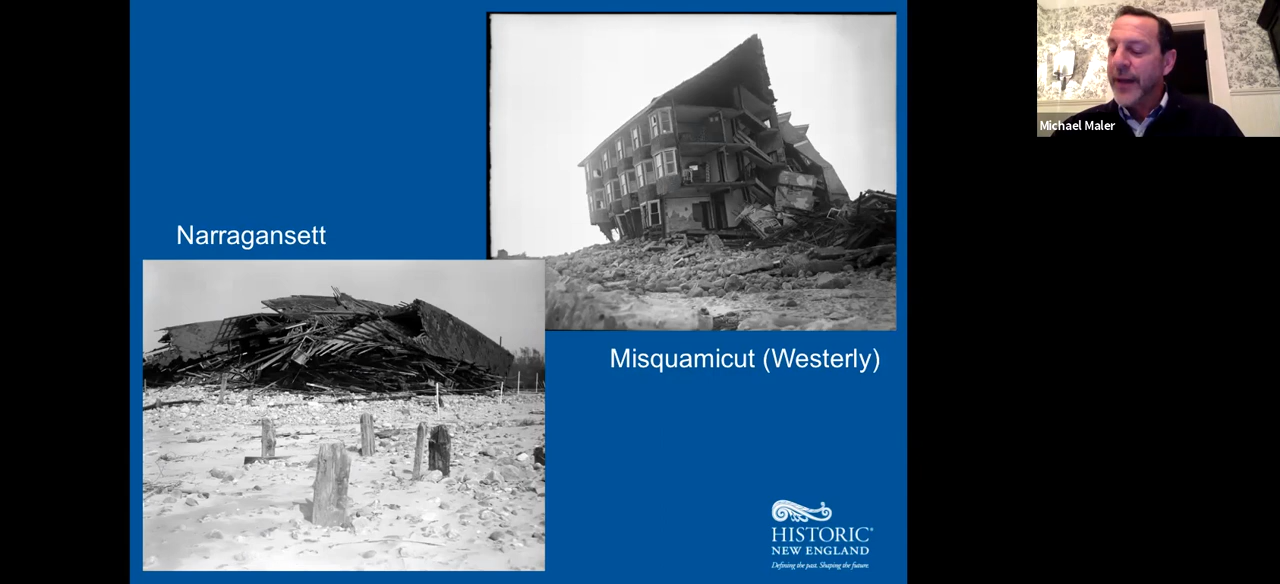 Narragansett
Misquamicut (Westerly)
HISTORIC®
NEW ENGLAND
Defining the past. Shaping the future.
Michael Maler